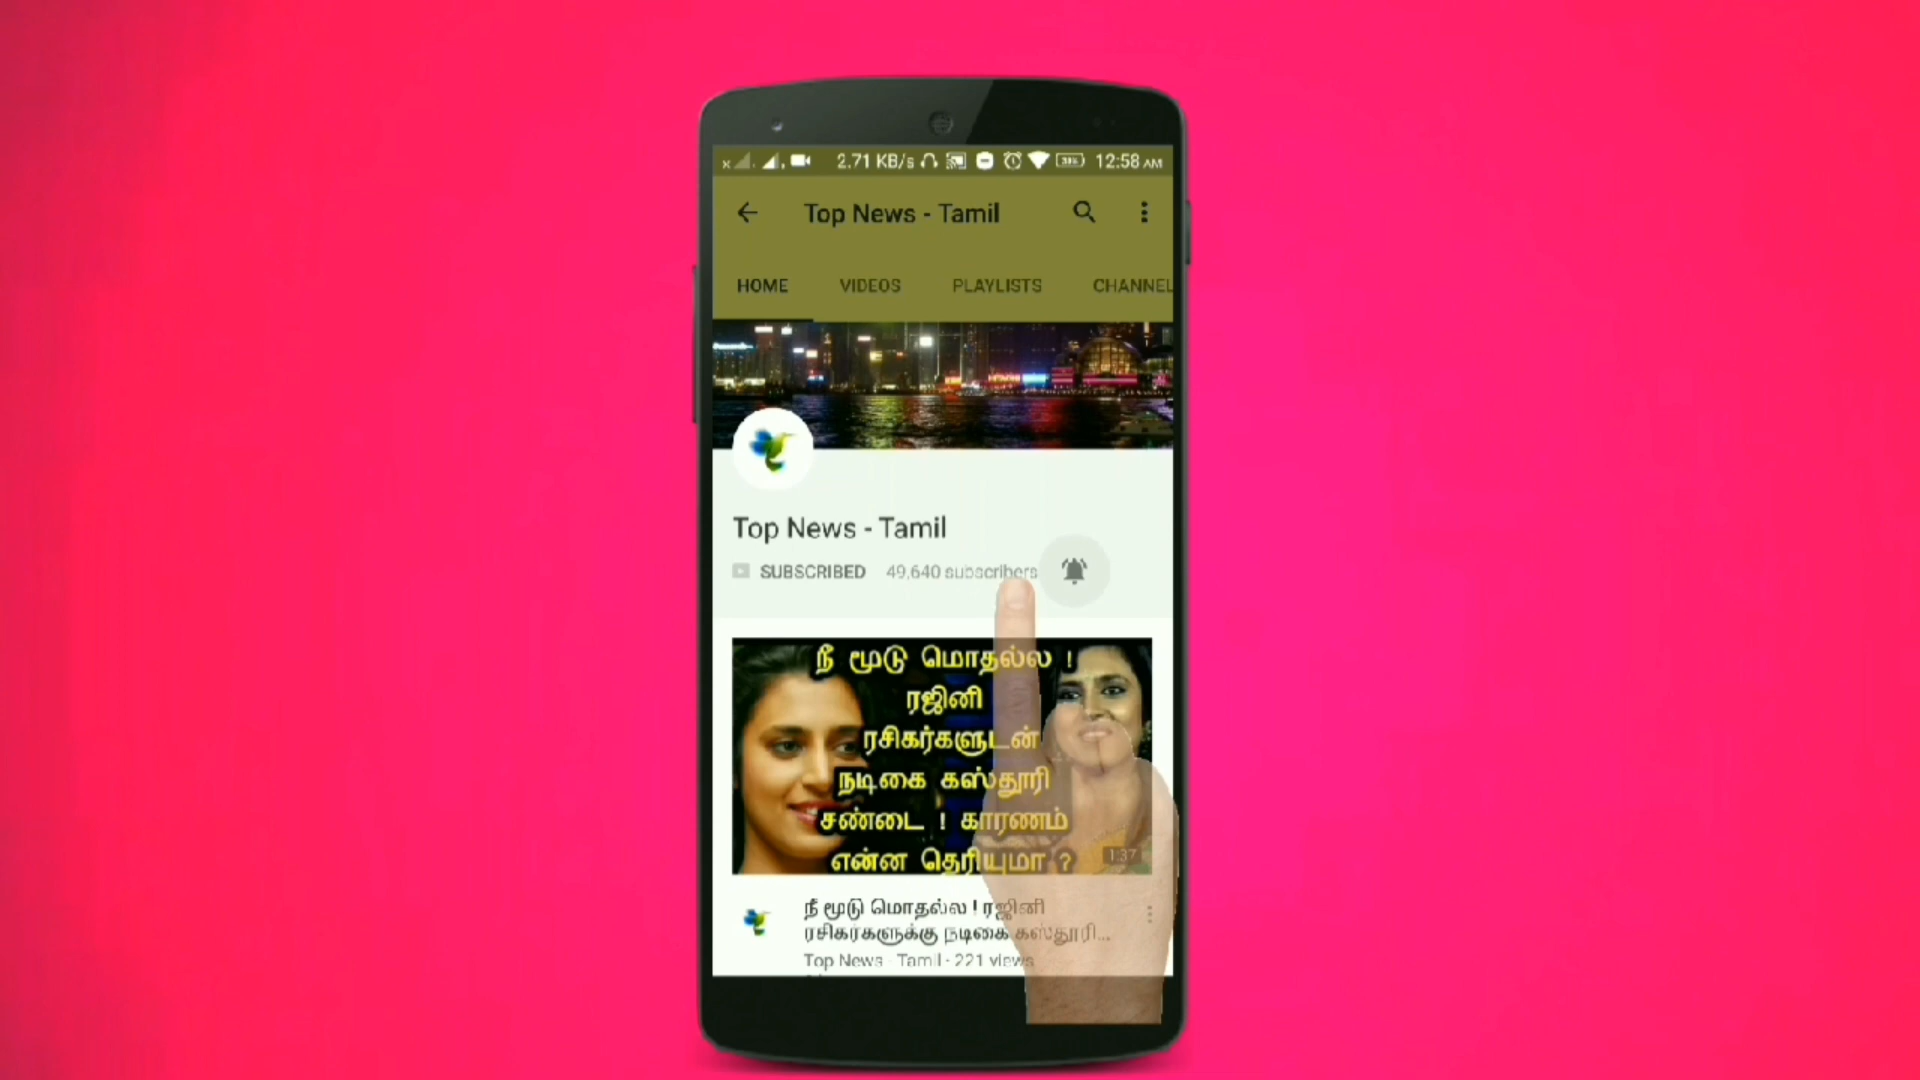 2.71 KB/s 12:58 AM
Top News - Tamil
HOME VIDEOS PLAYLISTS CHANNEL
Top News - Tamil
SUBSCRIBED 49,640 subscribers
நீ மூடு மொதல்ல !
ரஜினி
ரசிகர்களுடன்
நடிகை கஸ்தூரி
சண்டை ! காரணம்
என்ன தெரியுமா ?
1:37
நீ மூடு மொதல்ல ! ரஜினி
ரசிகர்களுக்கு நடிகை கஸ்தூரி...
Top News - Tamil · 221 views